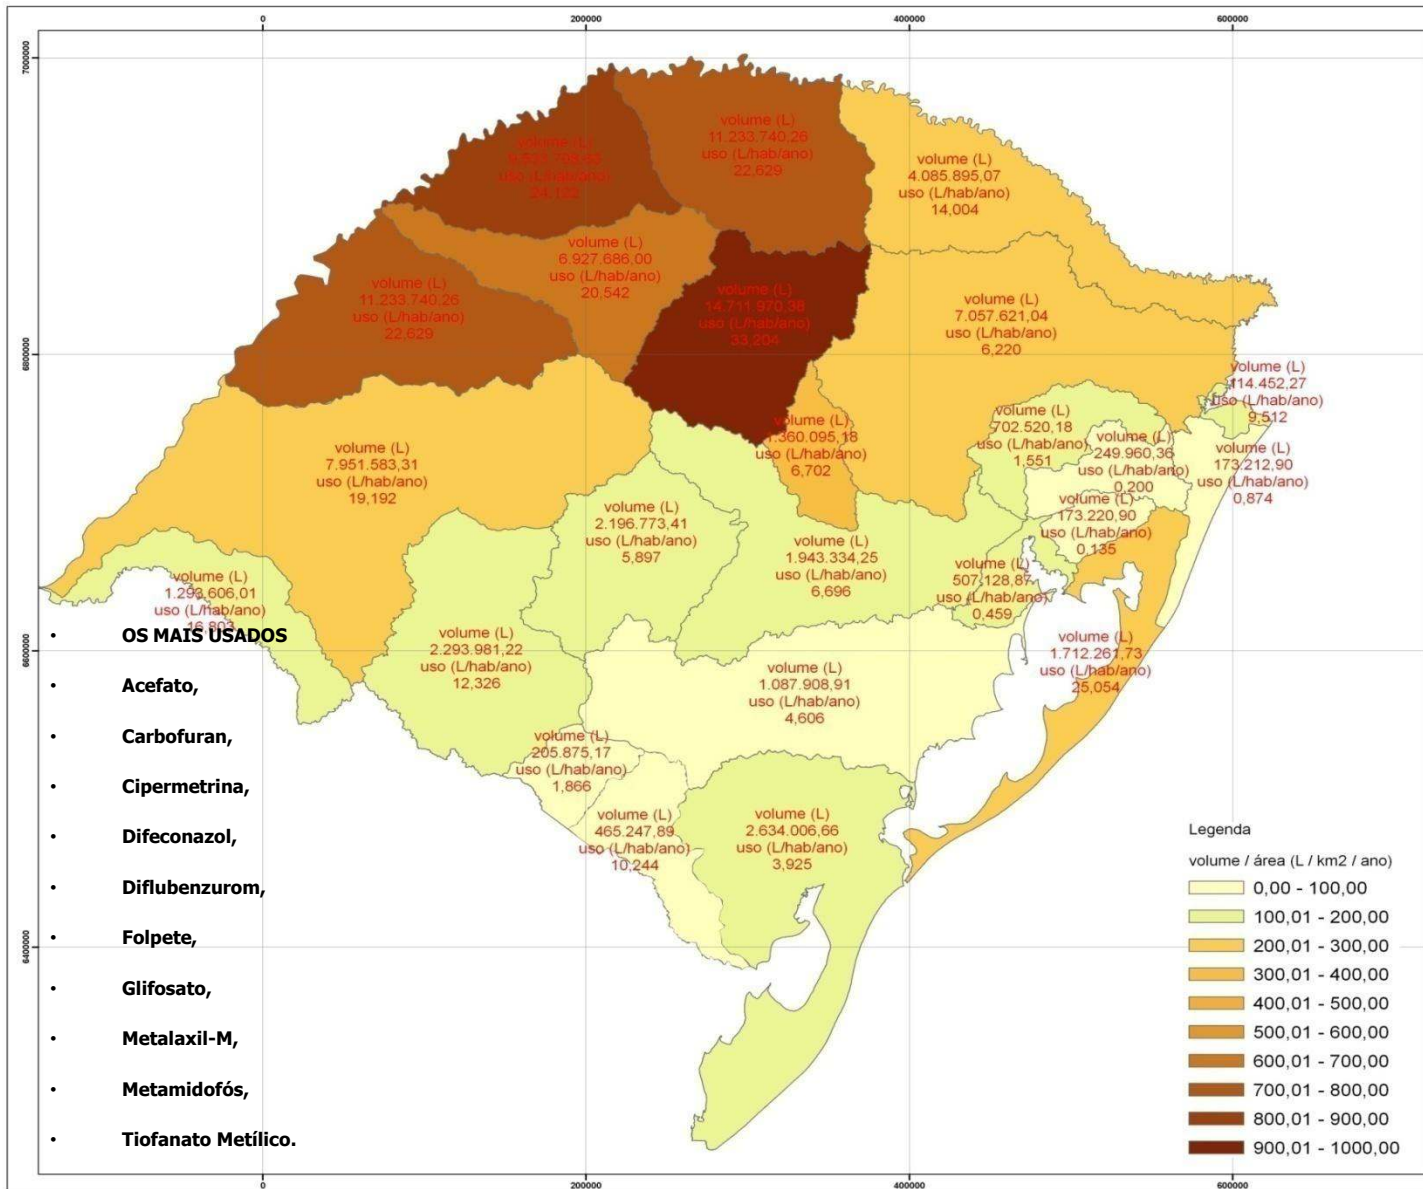 0
200000
400000
600000
7000000
6800000
6600000
6400000
volume (L)
uso (L/hab/ano)
24,122
volume (L)
11.233.740,26
uso (L/hab/ano)
22,629
volume (L)
4.085.895,07
uso (L/hab/ano)
14,004
volume (L)
6.927.686,00
uso (L/hab/ano)
20,542
volume (L)
11.233.740,26
uso (L/hab/ano)
22,629
volume (L)
14.711.970,38
uso (L/hab/ano)
33,204
volume (L)
7.057.621,04
uso (L/hab/ano)
6,220
volume (L)
114.452,27
uso (L/hab/ano)
9,512
volume (L)
1.360.095,18
uso (L/hab/ano)
6,702
volume (L)
702.520,18
uso (L/hab/ano)
1,551
volume (L)
249.960,36
uso (L/hab/ano)
0,200
volume (L)
173.212,90
uso (L/hab/ano)
0,874
volume (L)
7.951.583,31
uso (L/hab/ano)
19,192
volume (L)
2.196.773,41
uso (L/hab/ano)
5,897
volume (L)
173.220,90
uso (L/hab/ano)
0,135
volume (L)
1.943.334,25
uso (L/hab/ano)
6,696
volume (L)
507.128,87
uso (L/hab/ano)
0,459
volume (L)
1.293.606,01
uso (L/hab/ano)
16,803
volume (L)
2.293.981,22
uso (L/hab/ano)
12,326
volume (L)
1.712.261,73
uso (L/hab/ano)
25,054
volume (L)
1.087.908,91
uso (L/hab/ano)
4,606
volume (L)
205.875,17
uso (L/hab/ano)
1,866
volume (L)
465.247,89
uso (L/hab/ano)
10,244
volume (L)
2.634.006,66
uso (L/hab/ano)
3,925
• OS MAIS USADOS
• Acefato,
• Carbofuran,
• Cipermetrina,
• Difeconazol,
• Diflubenzurom,
• Folpete,
• Glifosato,
• Metalaxil-M,
• Metamidofós,
• Tiofanato Metílico.
Legenda
volume / área (L / km2 / ano)
0,00 - 100,00
100,01 - 200,00
200,01 - 300,00
300,01 - 400,00
400,01 - 500,00
500,01 - 600,00
600,01 - 700,00
700,01 - 800,00
800,01 - 900,00
900,01 - 1000,00
0
200000
400000
600000